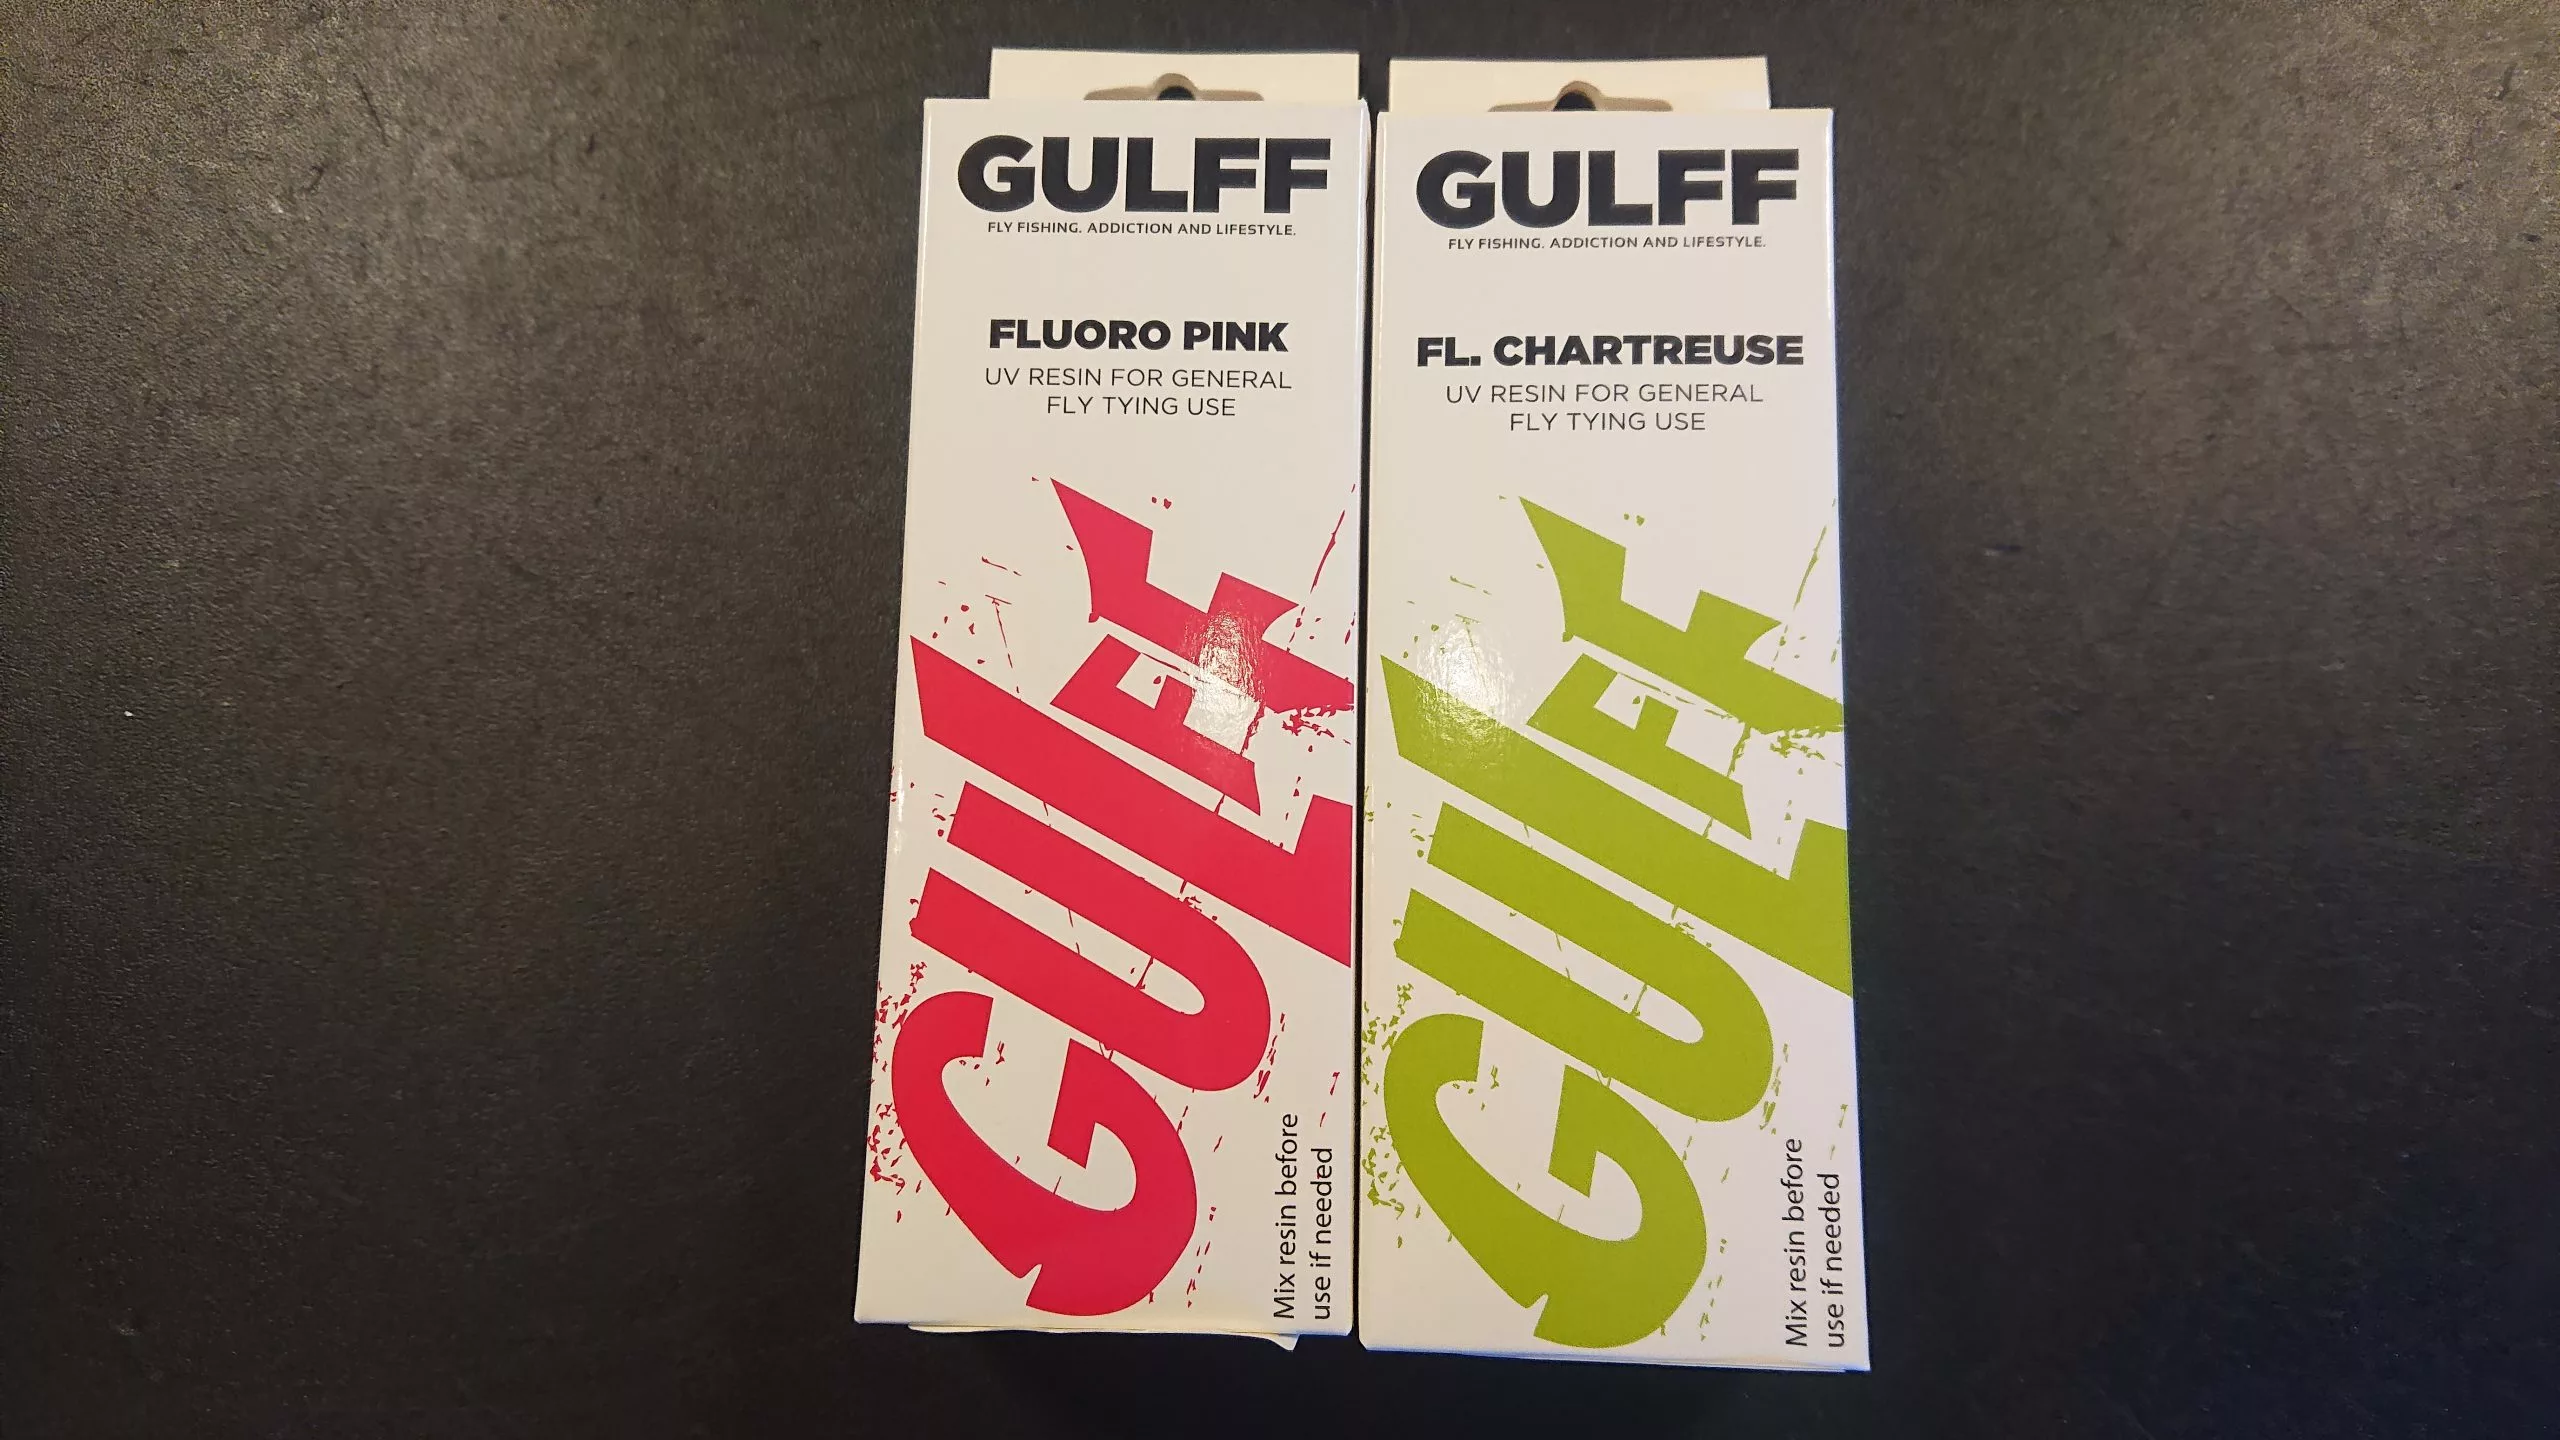 GULFF
FLY FISHING. ADDICTION AND LIFESTYLE.
FLUORO PINK
UV RESIN FOR GENERAL
FLY TYING USE
GULFF
Mix resin before
use if needed
GULFF
FLY FISHING. ADDICTION AND LIFESTYLE.
FL. CHARTREUSE
UV RESIN FOR GENERAL
FLY TYING USE
GULFF
Mix resin before
use if needed